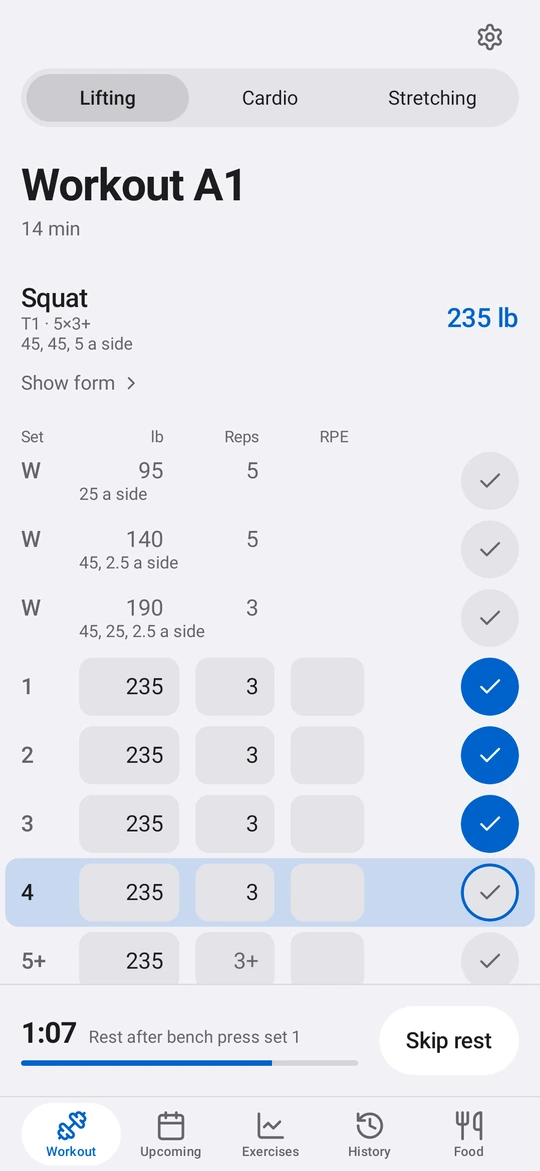 Lifting Cardio Stretching
Workout A1
14 min
Squat
T1 · 5×3+
45, 45, 5 a side
235 lb
Show form
Set lb Reps RPE
W 95 5
25 a side
W 140 5
45, 2.5 a side
W 190 3
45, 25, 2.5 a side
1 235 3
2 235 3
3 235 3
4 235 3
5+ 235 3+
1:07 Rest after bench press set 1
Skip rest
Workout Upcoming Exercises History Food